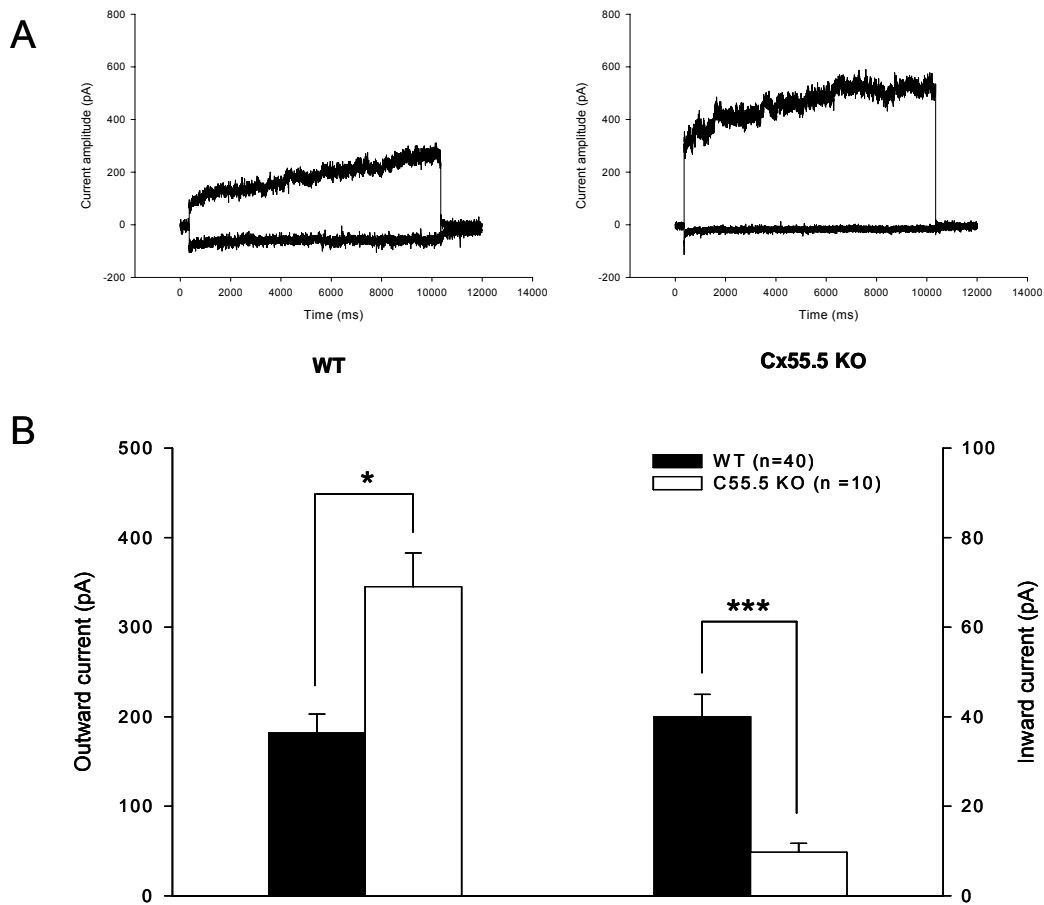 A
800
600
400
200
0
-200
Current amplitude (pA)
0 2000 4000 6000 8000 10000 12000 14000
Time (ms)
WT
800
600
400
200
0
-200
Current amplitude (pA)
0 2000 4000 6000 8000 10000 12000 14000
Time (ms)
Cx55.5 KO
B
500
400
300
200
100
0
Outward current (pA)
*
***
WT (n=40)
C55.5 KO (n =10)
100
80
60
40
20
0
Inward current (pA)